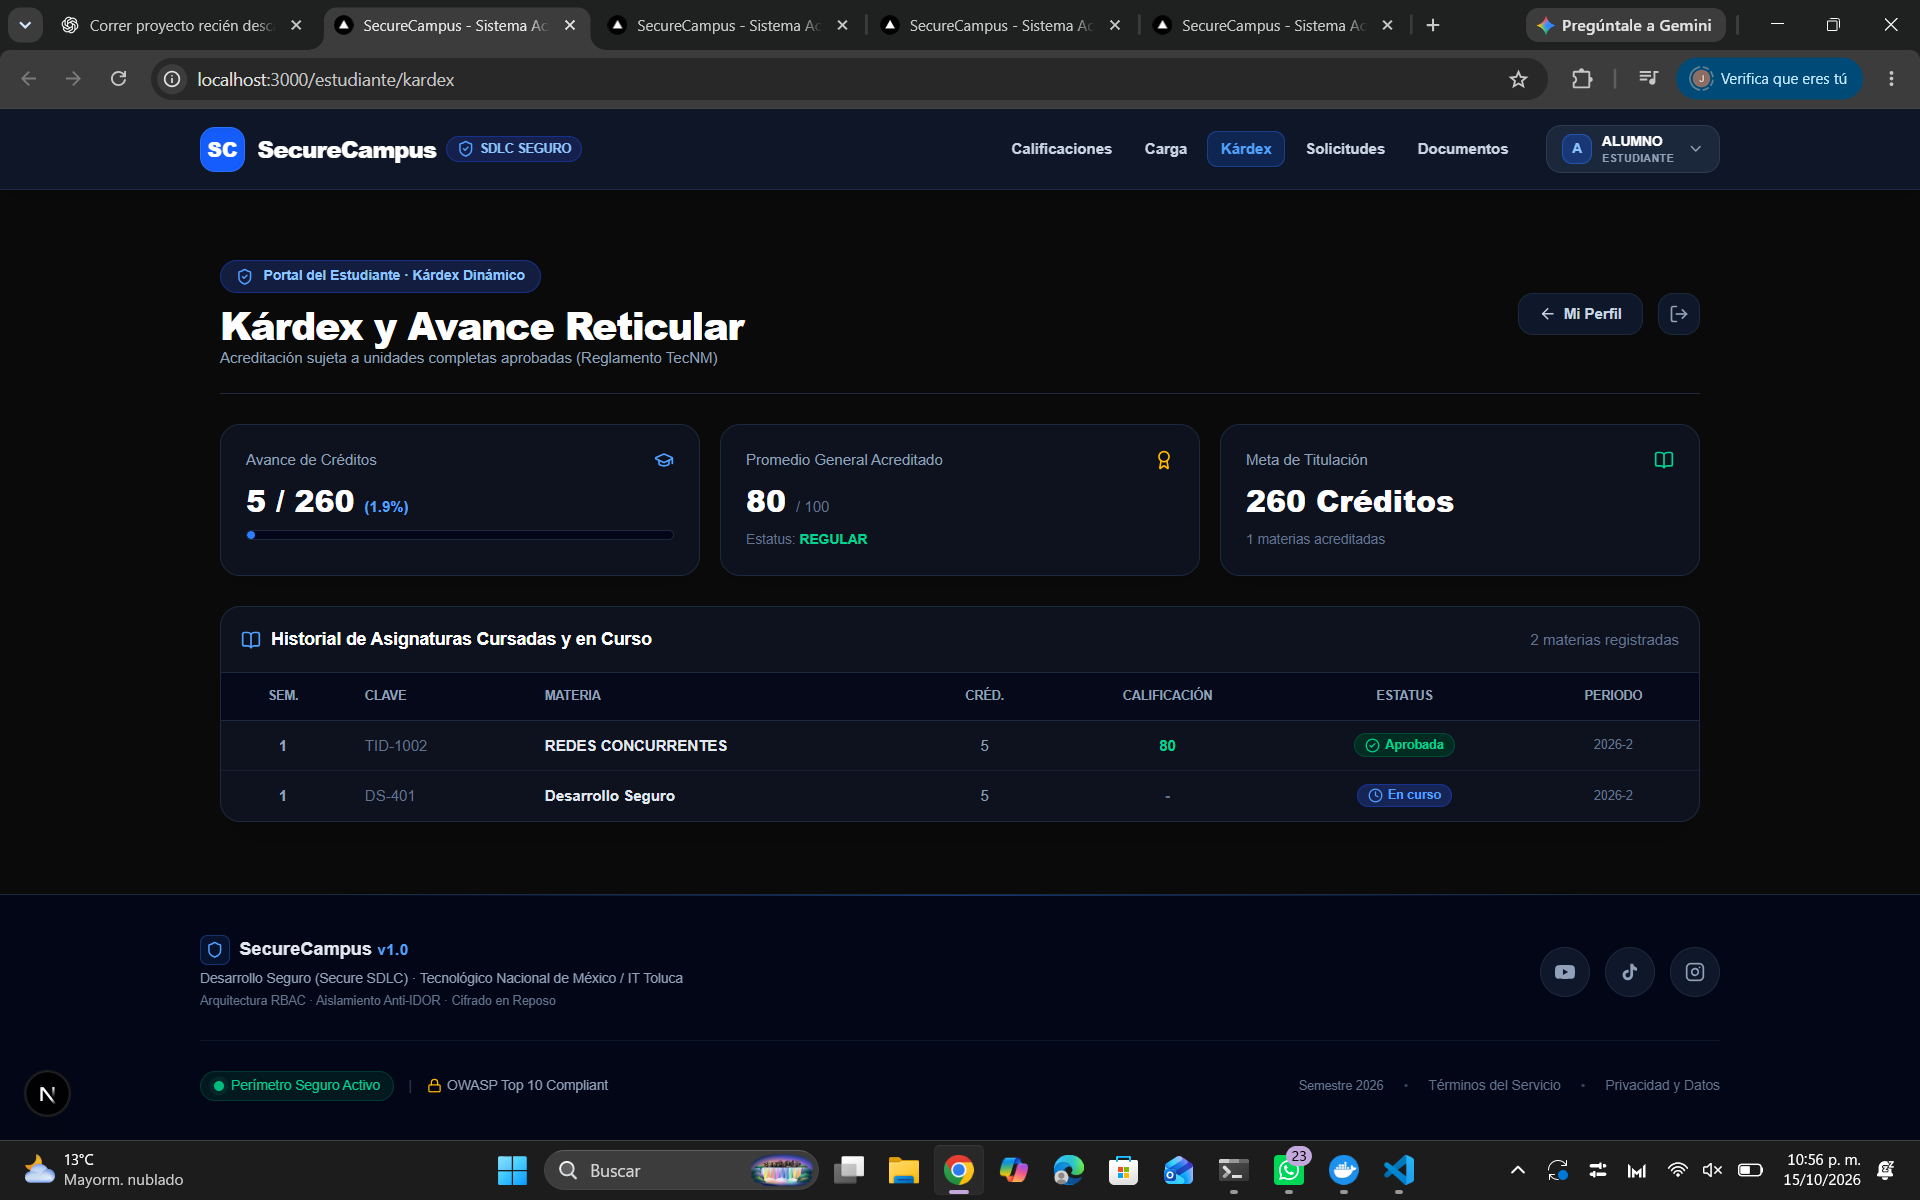 Correr proyecto recién desc
SecureCampus - Sistema Ac
SecureCampus - Sistema Ac
SecureCampus - Sistema Ac
SecureCampus - Sistema Ac
Pregúntale a Gemini
localhost:3000/estudiante/kardex
J
Verifica que eres tú
SC
SecureCampus
SDLC SEGURO
Calificaciones
Carga
Kárdex
Solicitudes
Documentos
A
ALUMNO
ESTUDIANTE
Portal del Estudiante · Kárdex Dinámico
Kárdex y Avance Reticular
Acreditación sujeta a unidades completas aprobadas (Reglamento TecNM)
Mi Perfil
Avance de Créditos
5 / 260 (1.9%)
Promedio General Acreditado
80 / 100
Estatus: REGULAR
Meta de Titulación
260 Créditos
1 materias acreditadas
Historial de Asignaturas Cursadas y en Curso
2 materias registradas
SEM. CLAVE MATERIA CRÉD. CALIFICACIÓN ESTATUS PERIODO
1 TID-1002 REDES CONCURRENTES 5 80 Aprobada 2026-2
1 DS-401 Desarrollo Seguro 5 - En curso 2026-2
SecureCampus v1.0
Desarrollo Seguro (Secure SDLC) · Tecnológico Nacional de México / IT Toluca
Arquitectura RBAC · Aislamiento Anti-IDOR · Cifrado en Reposo
N
Perímetro Seguro Activo | OWASP Top 10 Compliant
Semestre 2026 • Términos del Servicio • Privacidad y Datos
13°C
Mayorm. nublado
Buscar
23
10:56 p. m.
15/10/2026